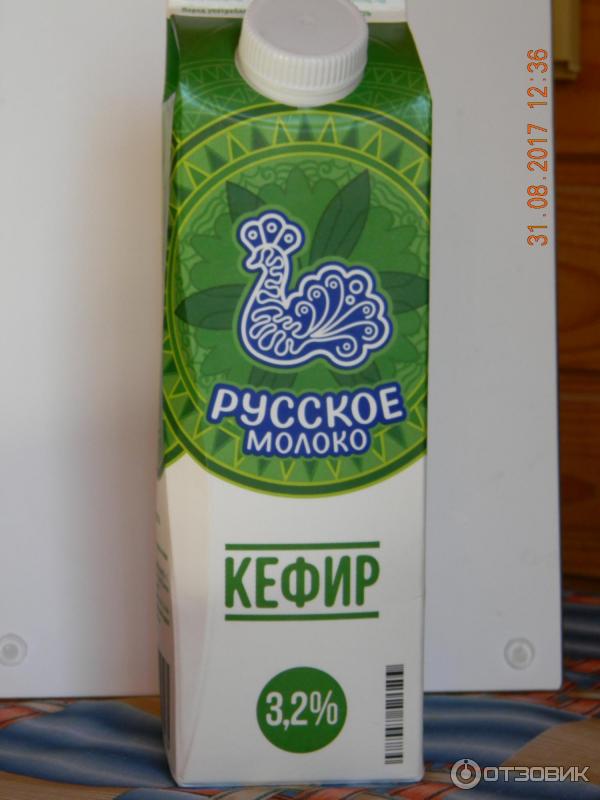 РУССКОЕ
МОЛОКО
КЕФИР
3,2%
31.08.2017 12:36
ОТЗОВИК